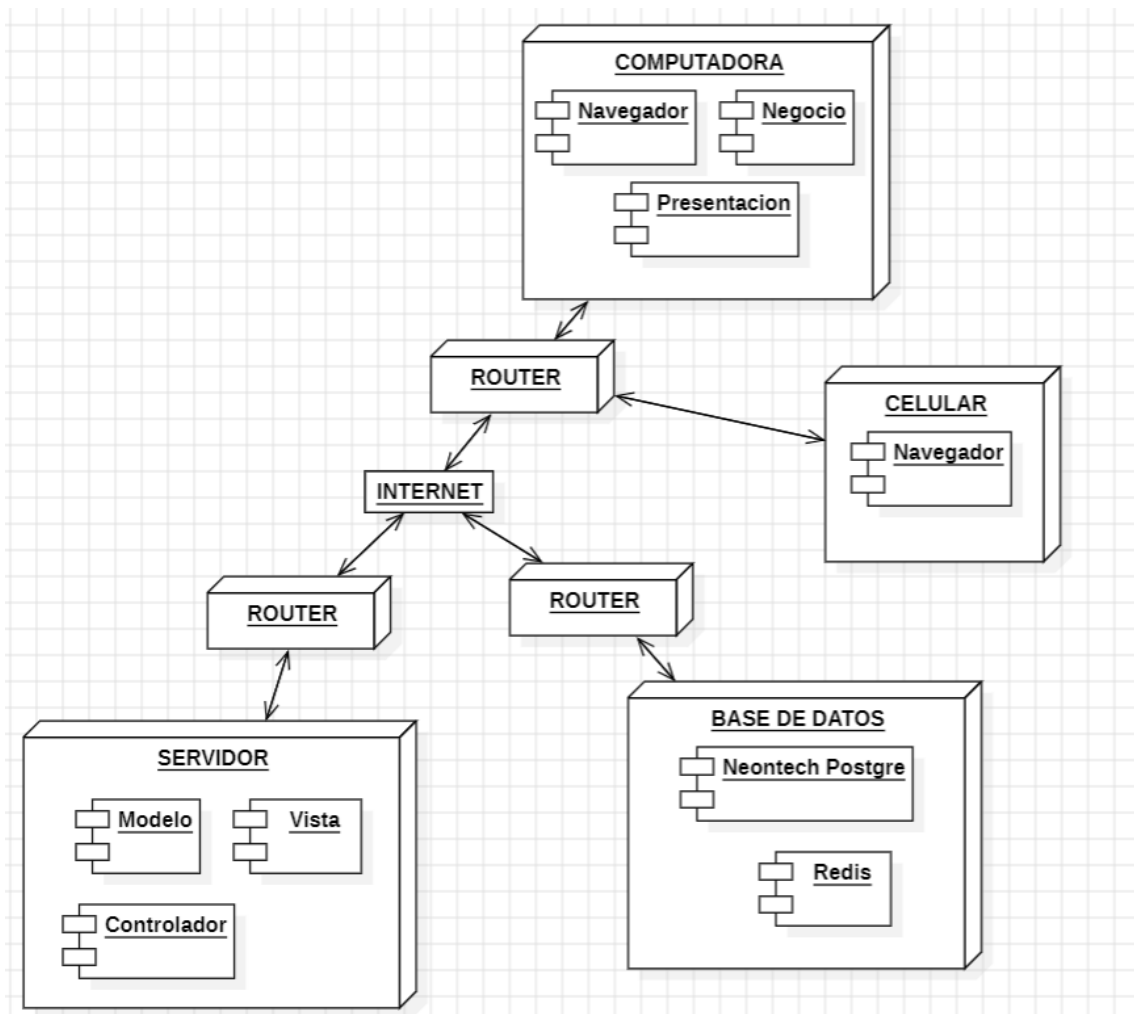 COMPUTADORA
Navegador
Negocio
Presentacion
ROUTER
CELULAR
Navegador
INTERNET
ROUTER
ROUTER
SERVIDOR
Modelo
Vista
Controlador
BASE DE DATOS
Neontech Postgre
Redis